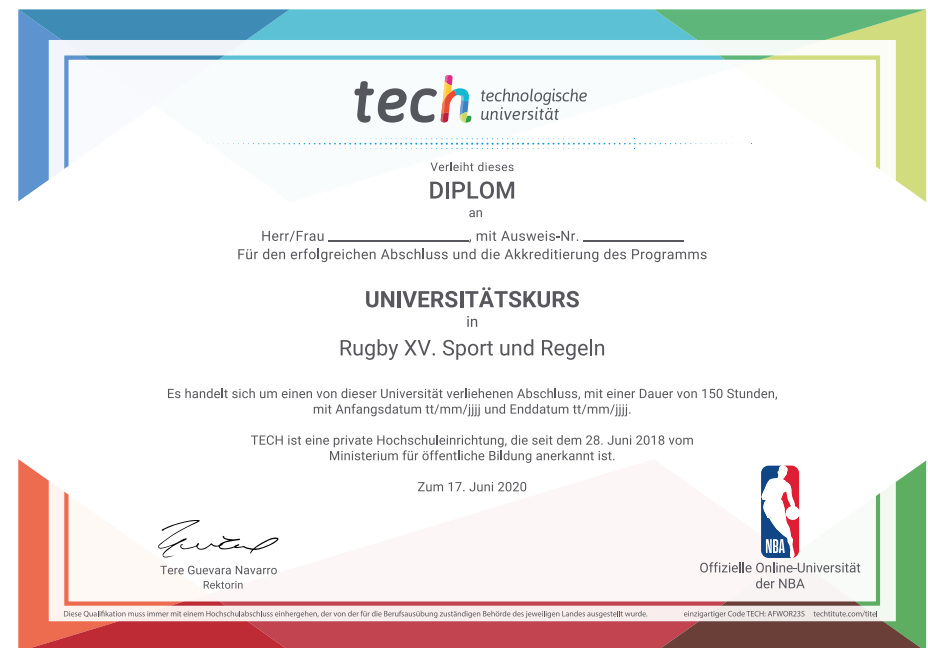 tech technologische
universität
Verleiht dieses
DIPLOM
an
Herr/Frau ____________________, mit Ausweis-Nr. ______________
Für den erfolgreichen Abschluss und die Akkreditierung des Programms
UNIVERSITÄTSKURS
in
Rugby XV. Sport und Regeln
Es handelt sich um einen von dieser Universität verliehenen Abschluss, mit einer Dauer von 150 Stunden,
mit Anfangsdatum tt/mm/jjjj und Enddatum tt/mm/jjjj.
TECH ist eine private Hochschuleinrichtung, die seit dem 28. Juni 2018 vom
Ministerium für öffentliche Bildung anerkannt ist.
Zum 17. Juni 2020
Tere Guevara Navarro
Rektorin
NBA
Offizielle Online-Universität
der NBA
Diese Qualifikation muss immer mit einem Hochschulabschluss einhergehen, der von der für die Berufsausübung zuständigen Behörde des jeweiligen Landes ausgestellt wurde. einzigartiger Code TECH: AFWOR23S techtitute.com/titel